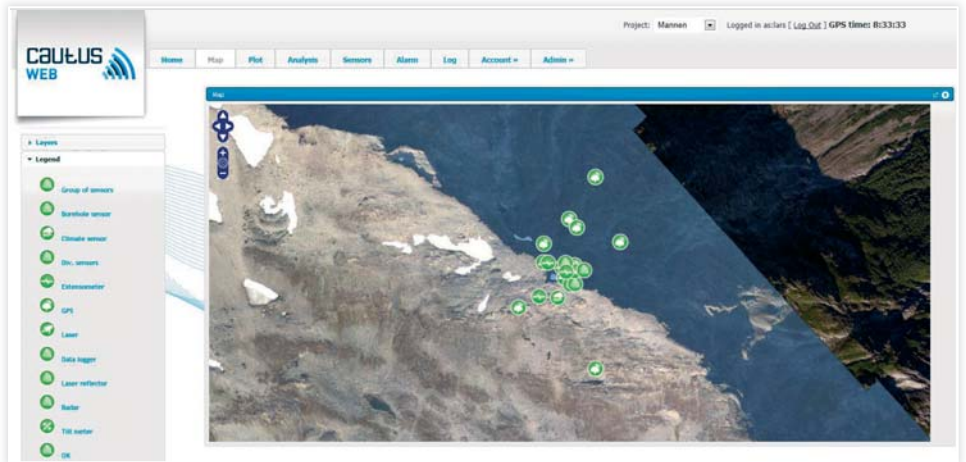 Project: Mannen Logged in as:lars [ Log Out ] GPS time: 8:33:33
cautus
WEB
Home Map Plot Analysis Sensors Alarm Log Account » Admin »
Map
Layers
Legend
Group of sensors
Borehole sensor
Climate sensor
Div. sensors
Extensometer
GPS
Laser
Data logger
Laser reflector
Radar
Tilt meter
OK